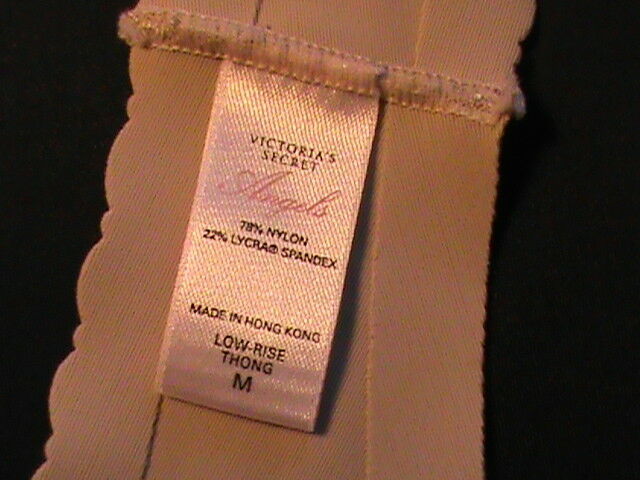 VICTORIA'S
SECRET
Angels
78% NYLON
22% LYCRA® SPANDEX
MADE IN HONG KONG
LOW-RISE
THONG
M